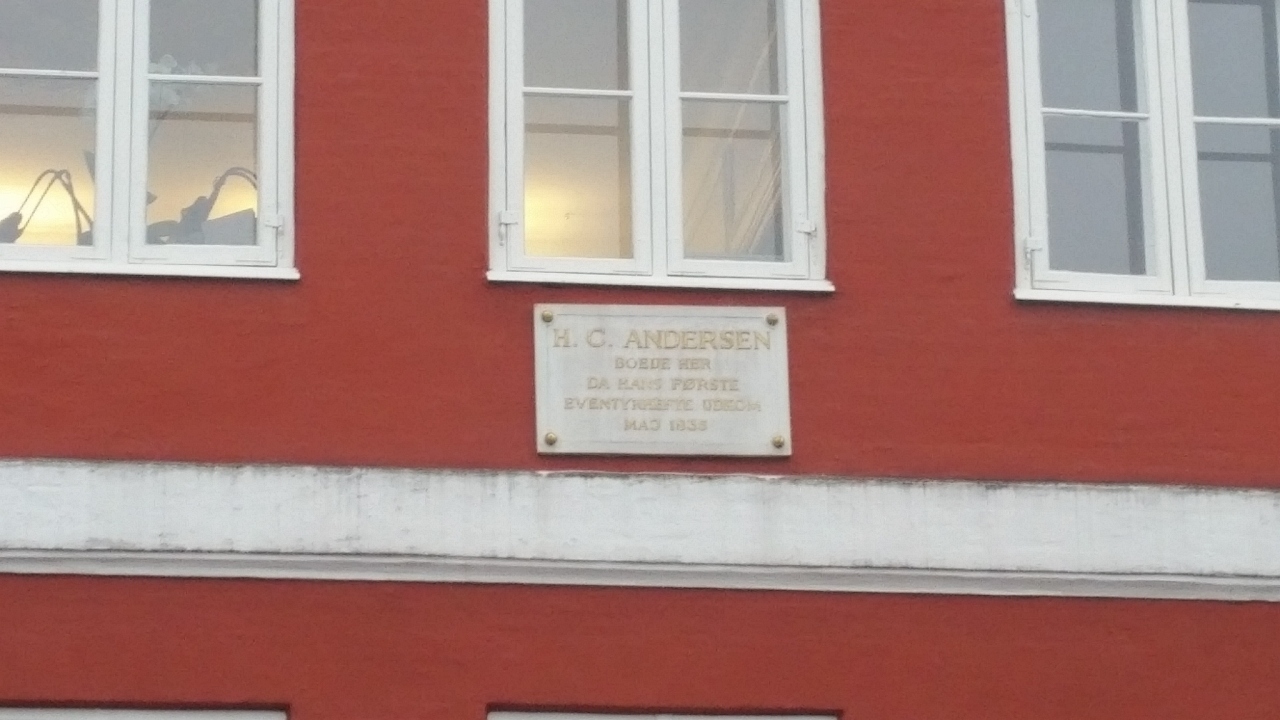 H. C. ANDERSEN
BOEDE HER
DA HANS FØRSTE
EVENTYRHEFTE UDKOM
MAJ 1835